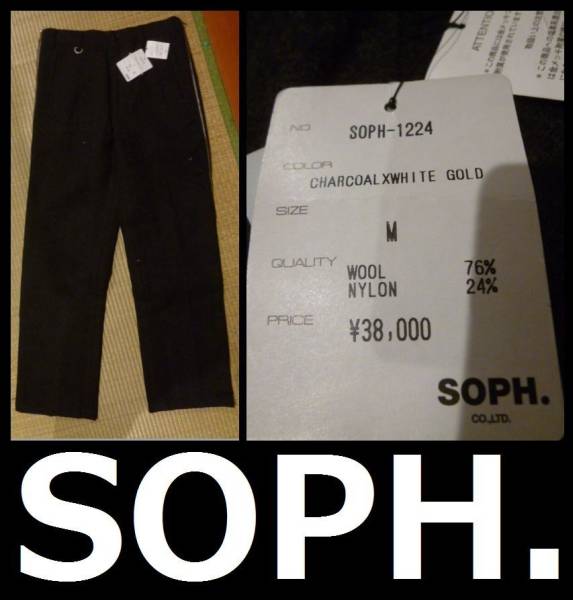 NO SOPH-1224
COLOR
CHARCOALXWHITE GOLD
SIZE
M
QUALITY WOOL 76%
NYLON 24%
PRICE ¥38,000
SOPH.
CO.,LTD.
ATTENTIO
SOPH.